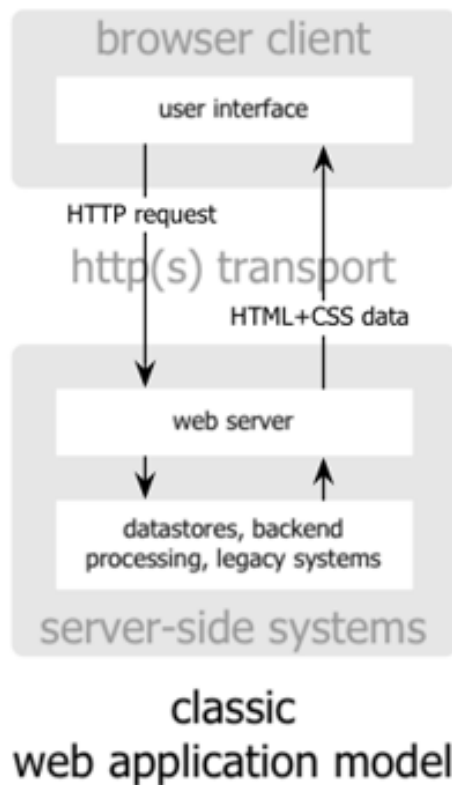 browser client
user interface
HTTP request
http(s) transport
HTML+CSS data
web server
datastores, backend
processing, legacy systems
server-side systems
classic
web application model